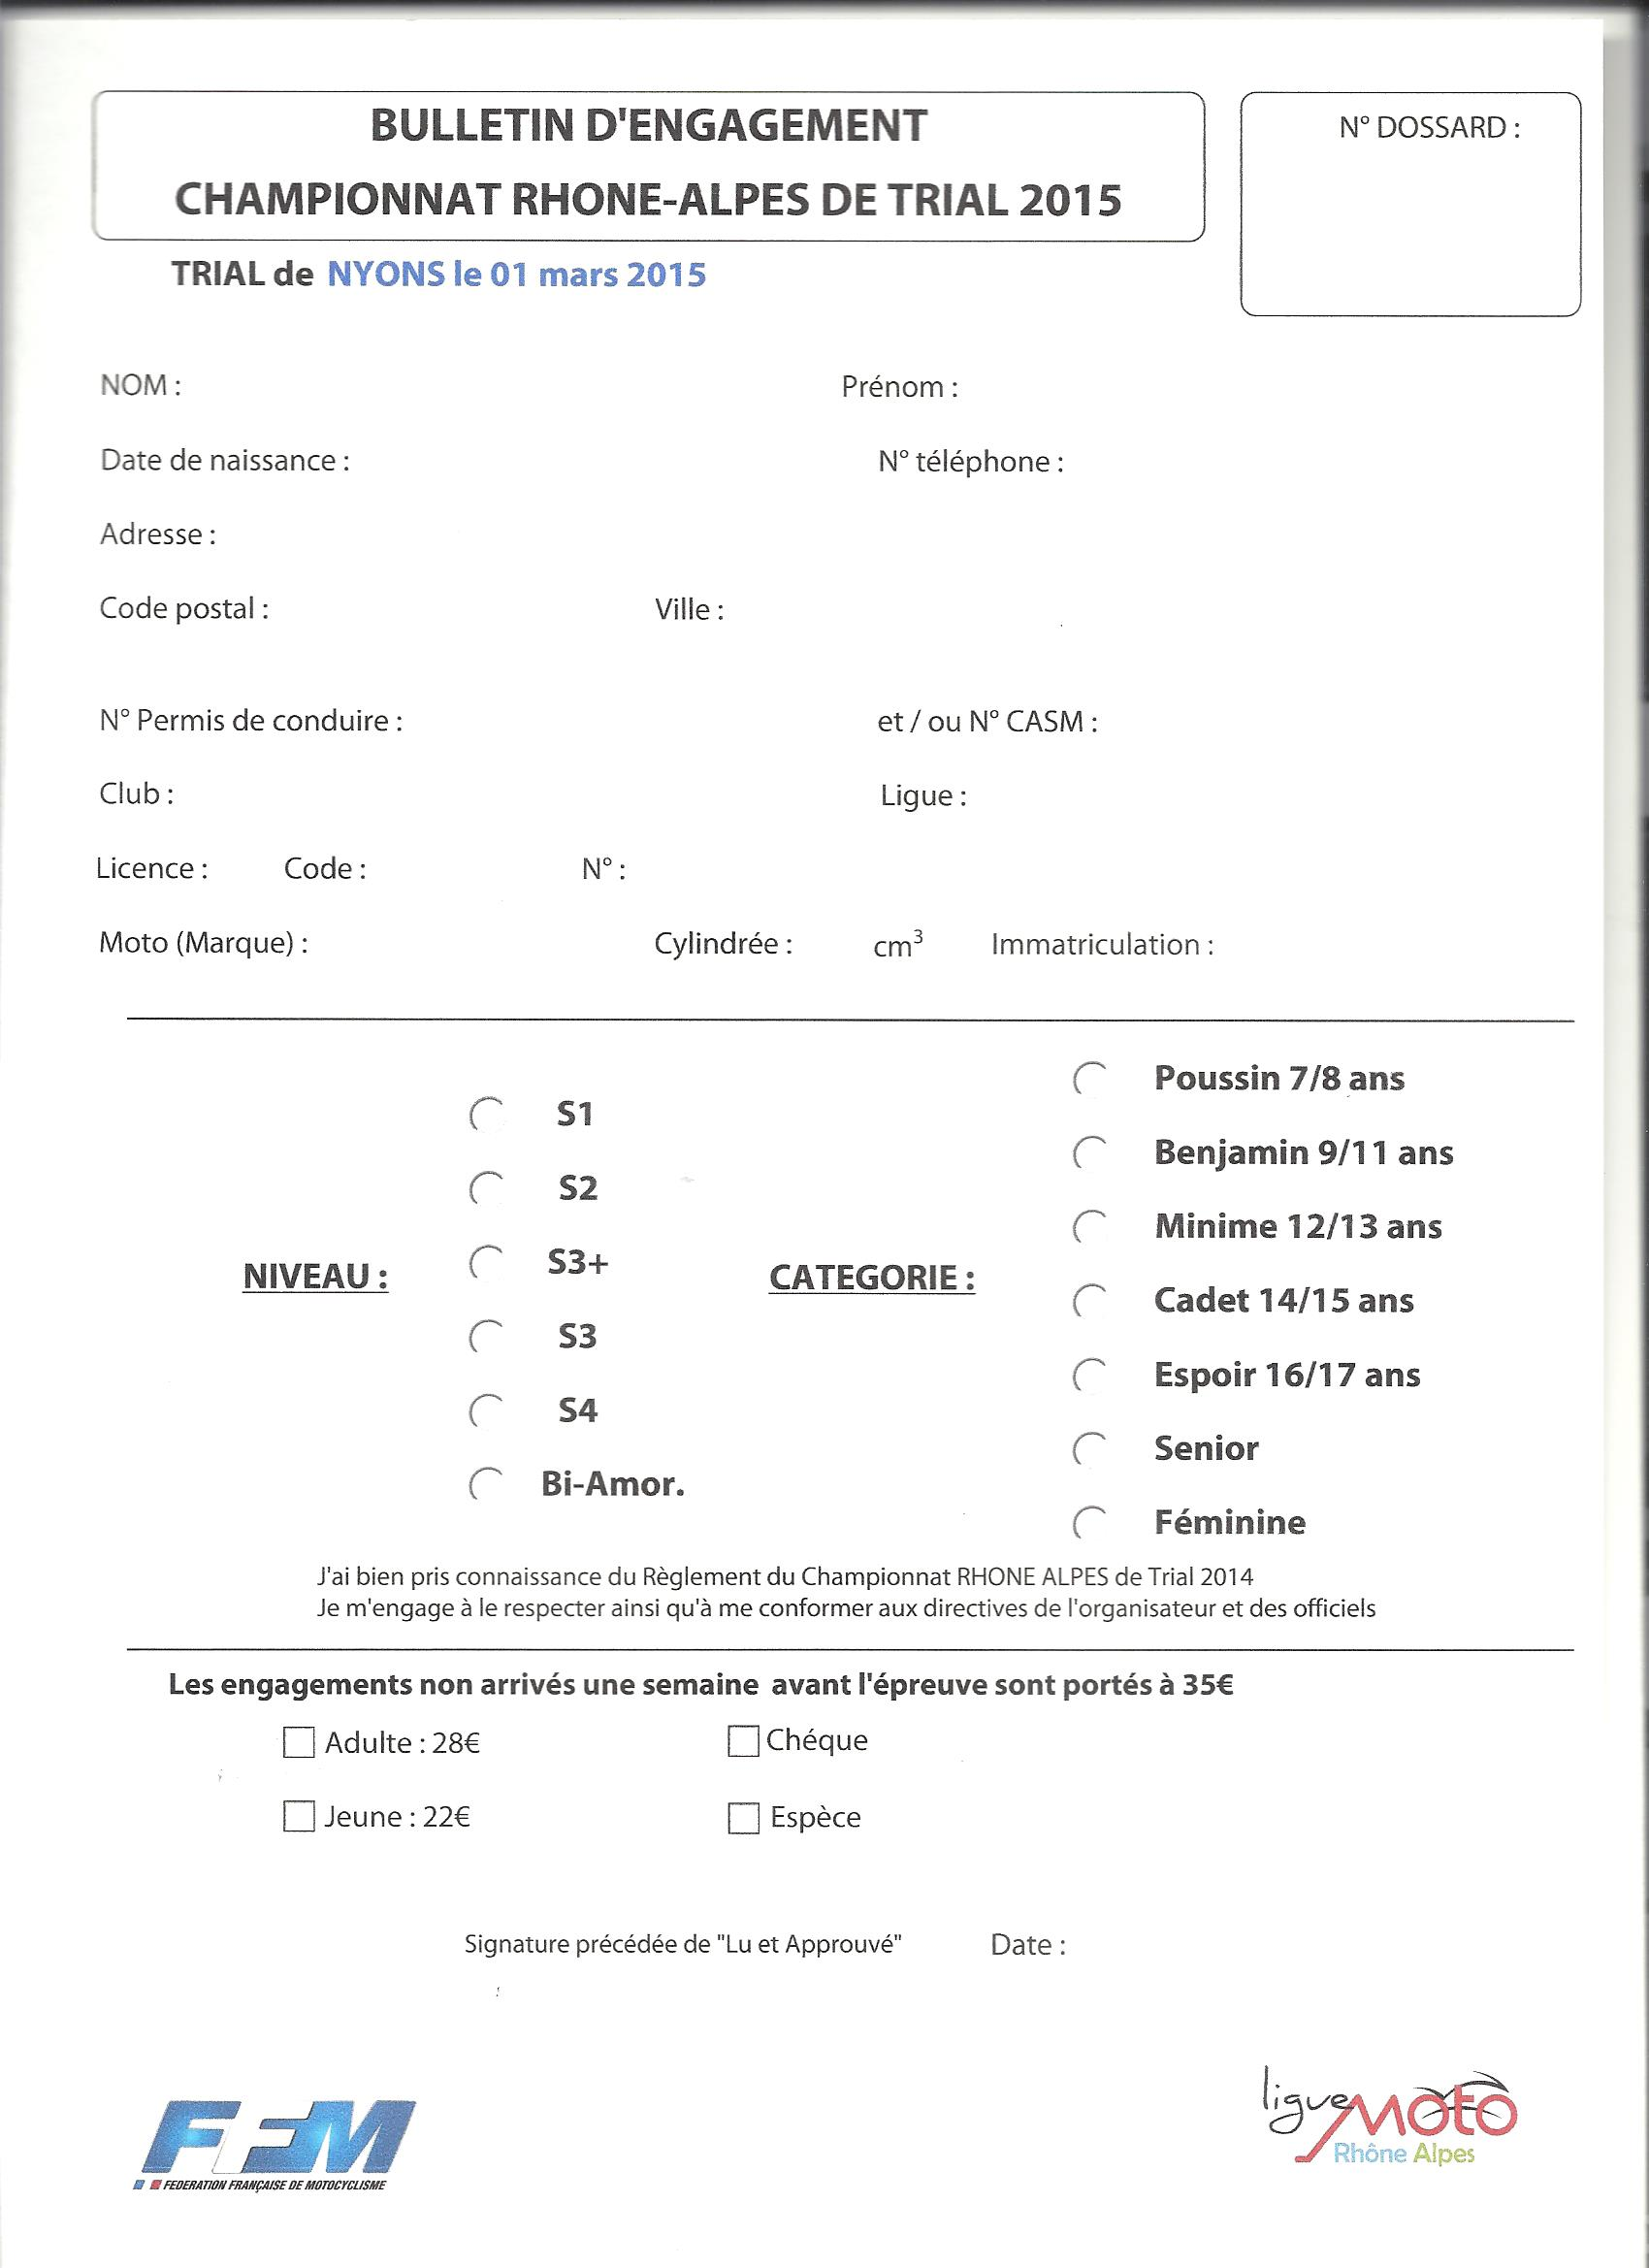 BULLETIN D'ENGAGEMENT
CHAMPIONNAT RHONE-ALPES DE TRIAL 2015
N° DOSSARD :
TRIAL de NYONS le 01 mars 2015
NOM : Prénom :
Date de naissance : N° téléphone :
Adresse :
Code postal : Ville :
N° Permis de conduire : et / ou N° CASM :
Club : Ligue :
Licence : Code : N° :
Moto (Marque) : Cylindrée : cm³ Immatriculation :
NIVEAU :
S1
S2
S3+
S3
S4
Bi-Amor.
CATEGORIE :
Poussin 7/8 ans
Benjamin 9/11 ans
Minime 12/13 ans
Cadet 14/15 ans
Espoir 16/17 ans
Senior
Féminine
J'ai bien pris connaissance du Règlement du Championnat RHONE ALPES de Trial 2014
Je m'engage à le respecter ainsi qu'à me conformer aux directives de l'organisateur et des officiels
Les engagements non arrivés une semaine avant l'épreuve sont portés à 35€
Adulte : 28€ Chéque
Jeune : 22€ Espèce
Signature précédée de "Lu et Approuvé" Date :
FFM
FEDERATION FRANÇAISE DE MOTOCYCLISME
ligue Moto
Rhône Alpes